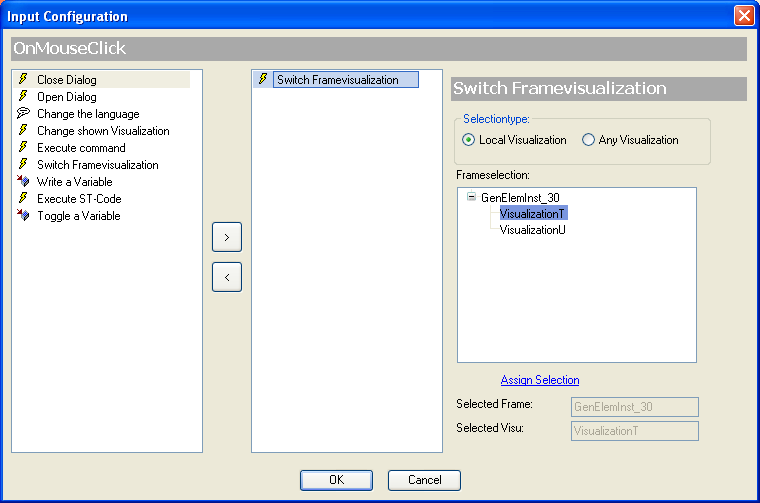 Input Configuration
OnMouseClick
Close Dialog
Open Dialog
Change the language
Change shown Visualization
Execute command
Switch Framevisualization
Write a Variable
Execute ST-Code
Toggle a Variable
>
<
Switch Framevisualization
Switch Framevisualization
Selectiontype:
Local Visualization
Any Visualization
Frameselection:
GenElemInst_30
VisualizationT
VisualizationU
Assign Selection
Selected Frame: GenElemInst_30
Selected Visu: VisualizationT
OK
Cancel